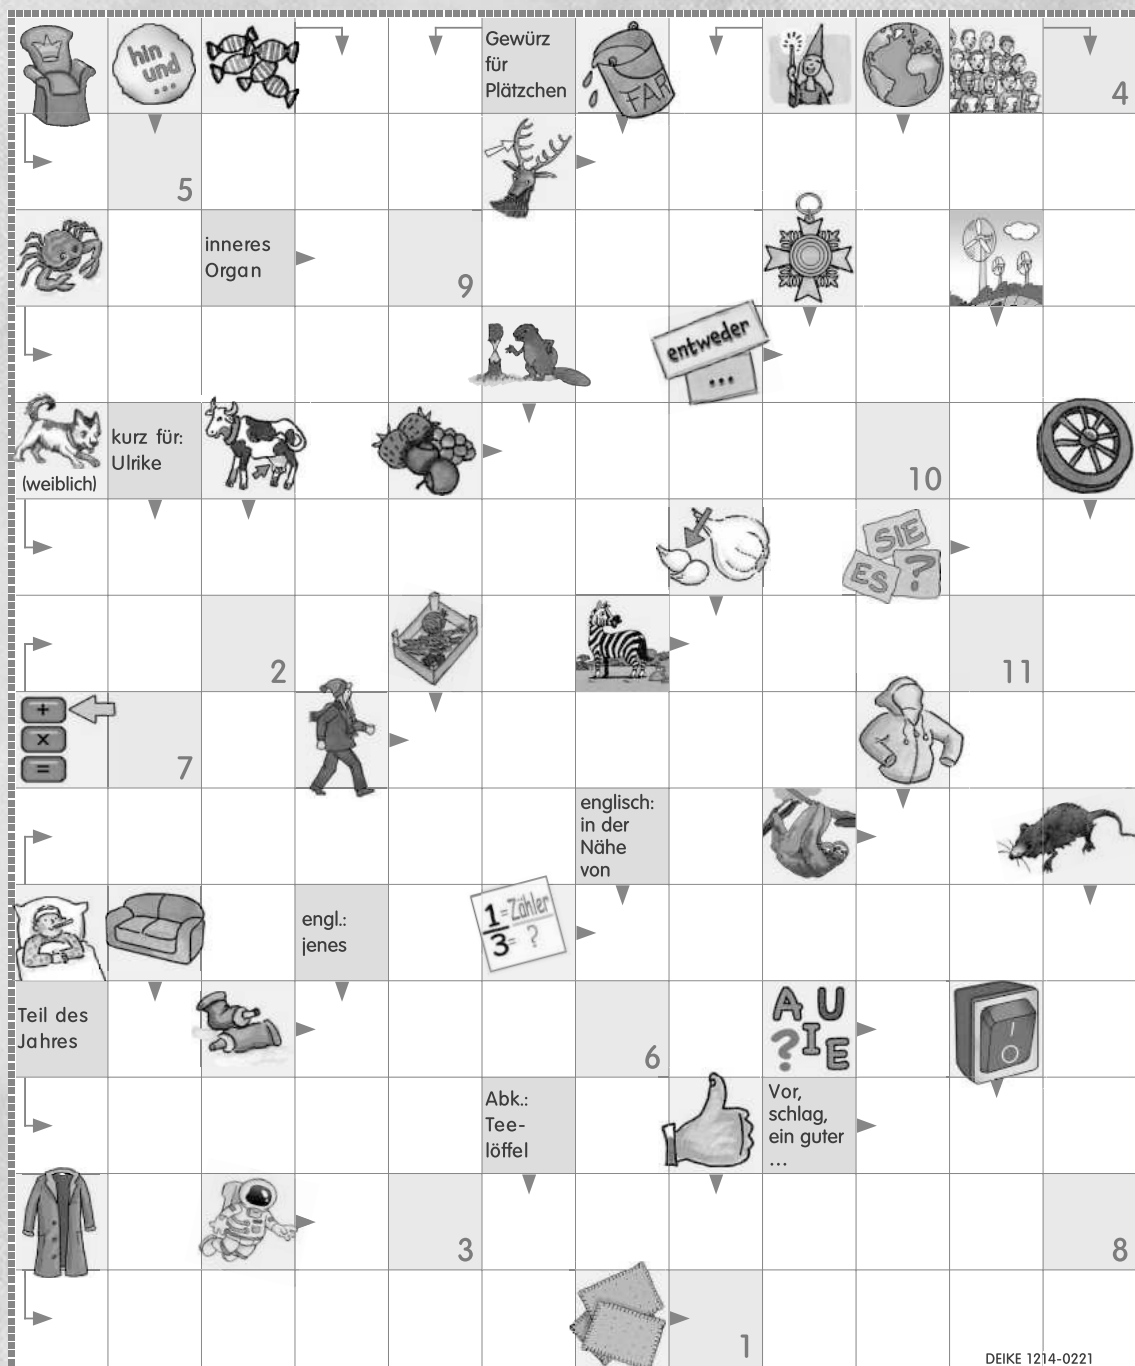 hin
und
...
Gewürz
für
Plätzchen
FAR
4
5
inneres
Organ
9
entweder
...
(weiblich)
kurz für:
Ulrike
10
SIE
ES
?
2
11
+
x
=
7
englisch:
in der
Nähe
von
engl.:
jenes
1 = Zähler
3 = ?
Teil des
Jahres
6
A U
? I E
I
O
Abk.:
Tee-
löffel
Vor,
schlag,
ein guter
...
3
8
1
DEIKE 1214-0221